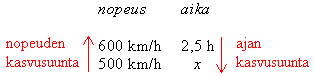 nopeus aika
nopeuden 600 km/h 2,5 h ajan
kasvusuunta 500 km/h x kasvusuunta